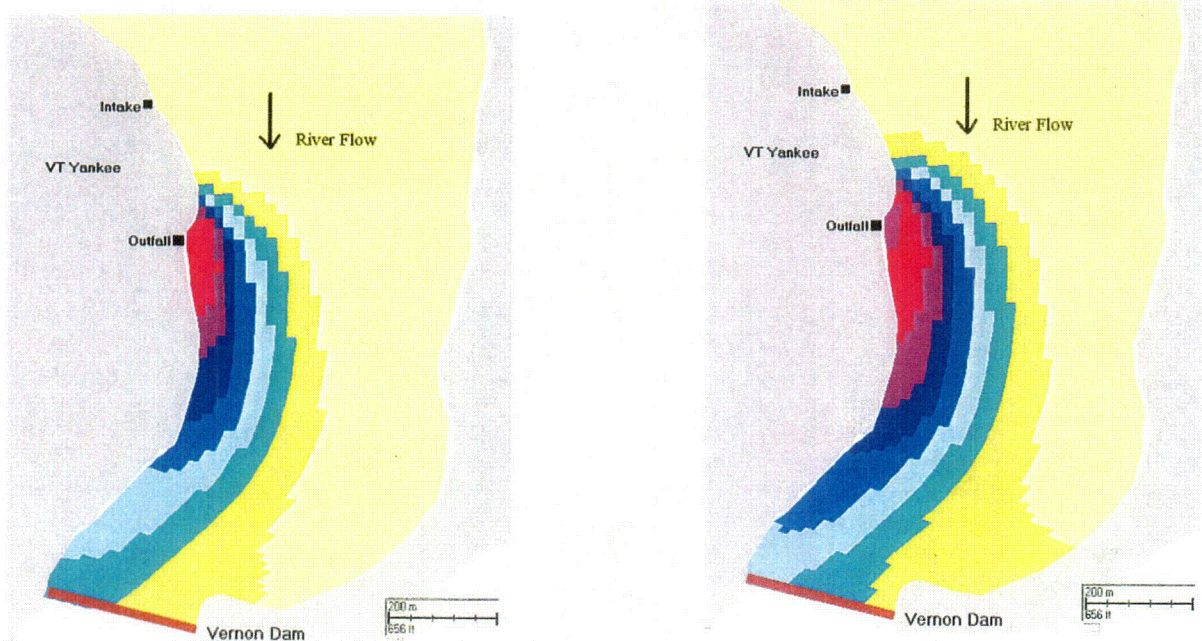 Intake
River Flow
VT Yankee
Outfall
200 m
656 ft
Vernon Dam
Intake
River Flow
VT Yankee
Outfall
200 m
656 ft
Vernon Dam